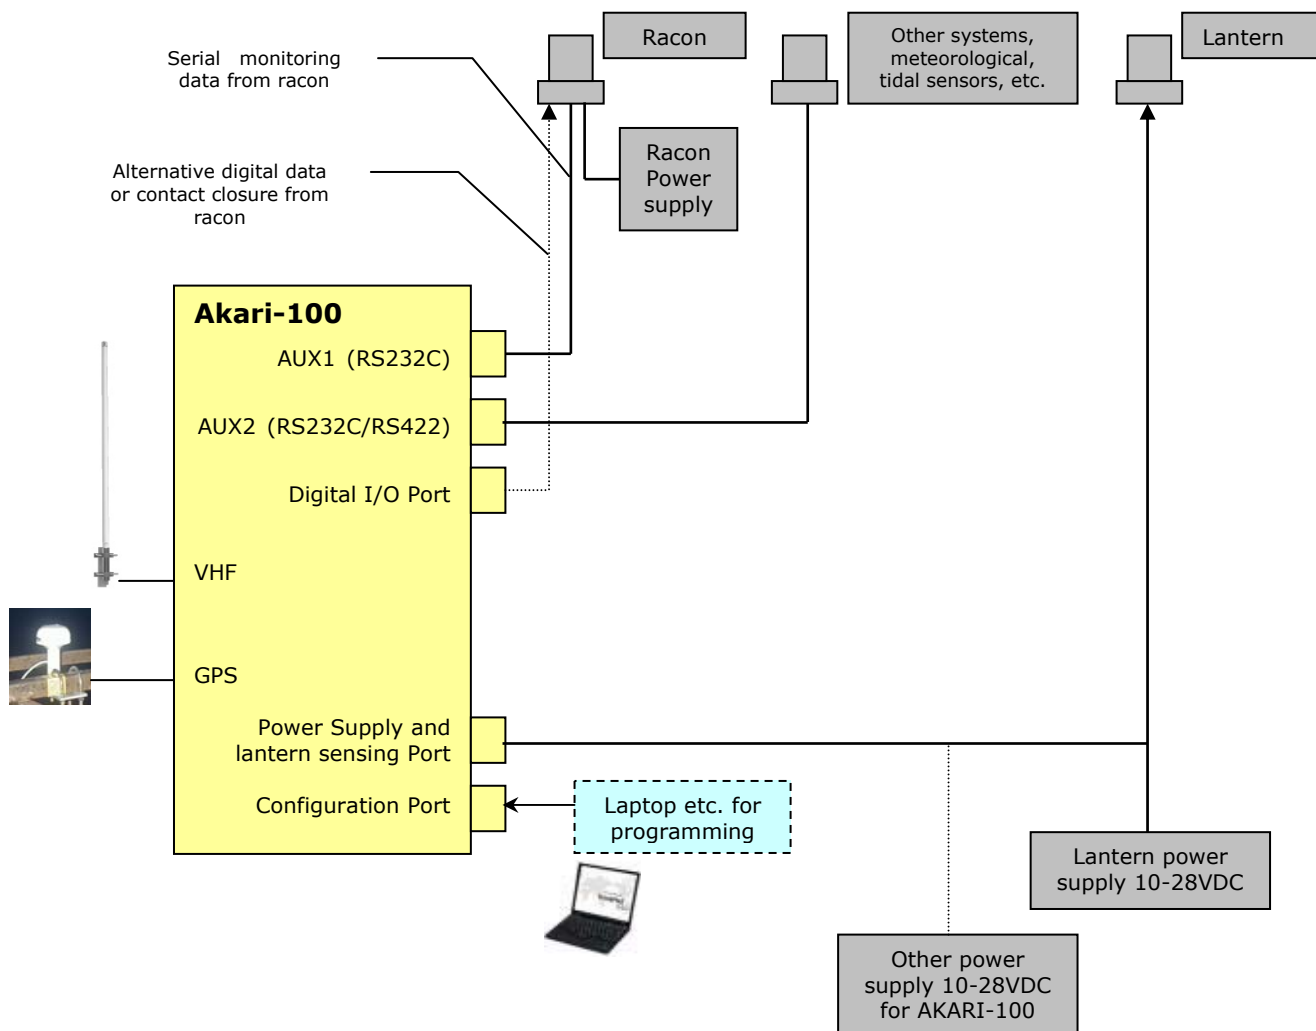 Racon
Other systems,
meteorological,
tidal sensors, etc.
Lantern
Serial monitoring
data from racon
Racon
Power
supply
Alternative digital data
or contact closure from
racon
Akari-100
AUX1 (RS232C)
AUX2 (RS232C/RS422)
Digital I/O Port
VHF
GPS
Power Supply and
lantern sensing Port
Configuration Port
Laptop etc. for
programming
Lantern power
supply 10-28VDC
Other power
supply 10-28VDC
for AKARI-100